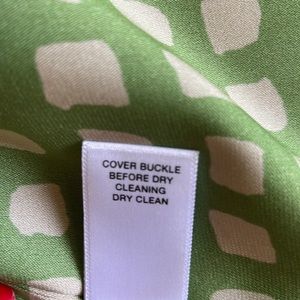 COVER BUCKLE
BEFORE DRY
CLEANING
DRY CLEAN